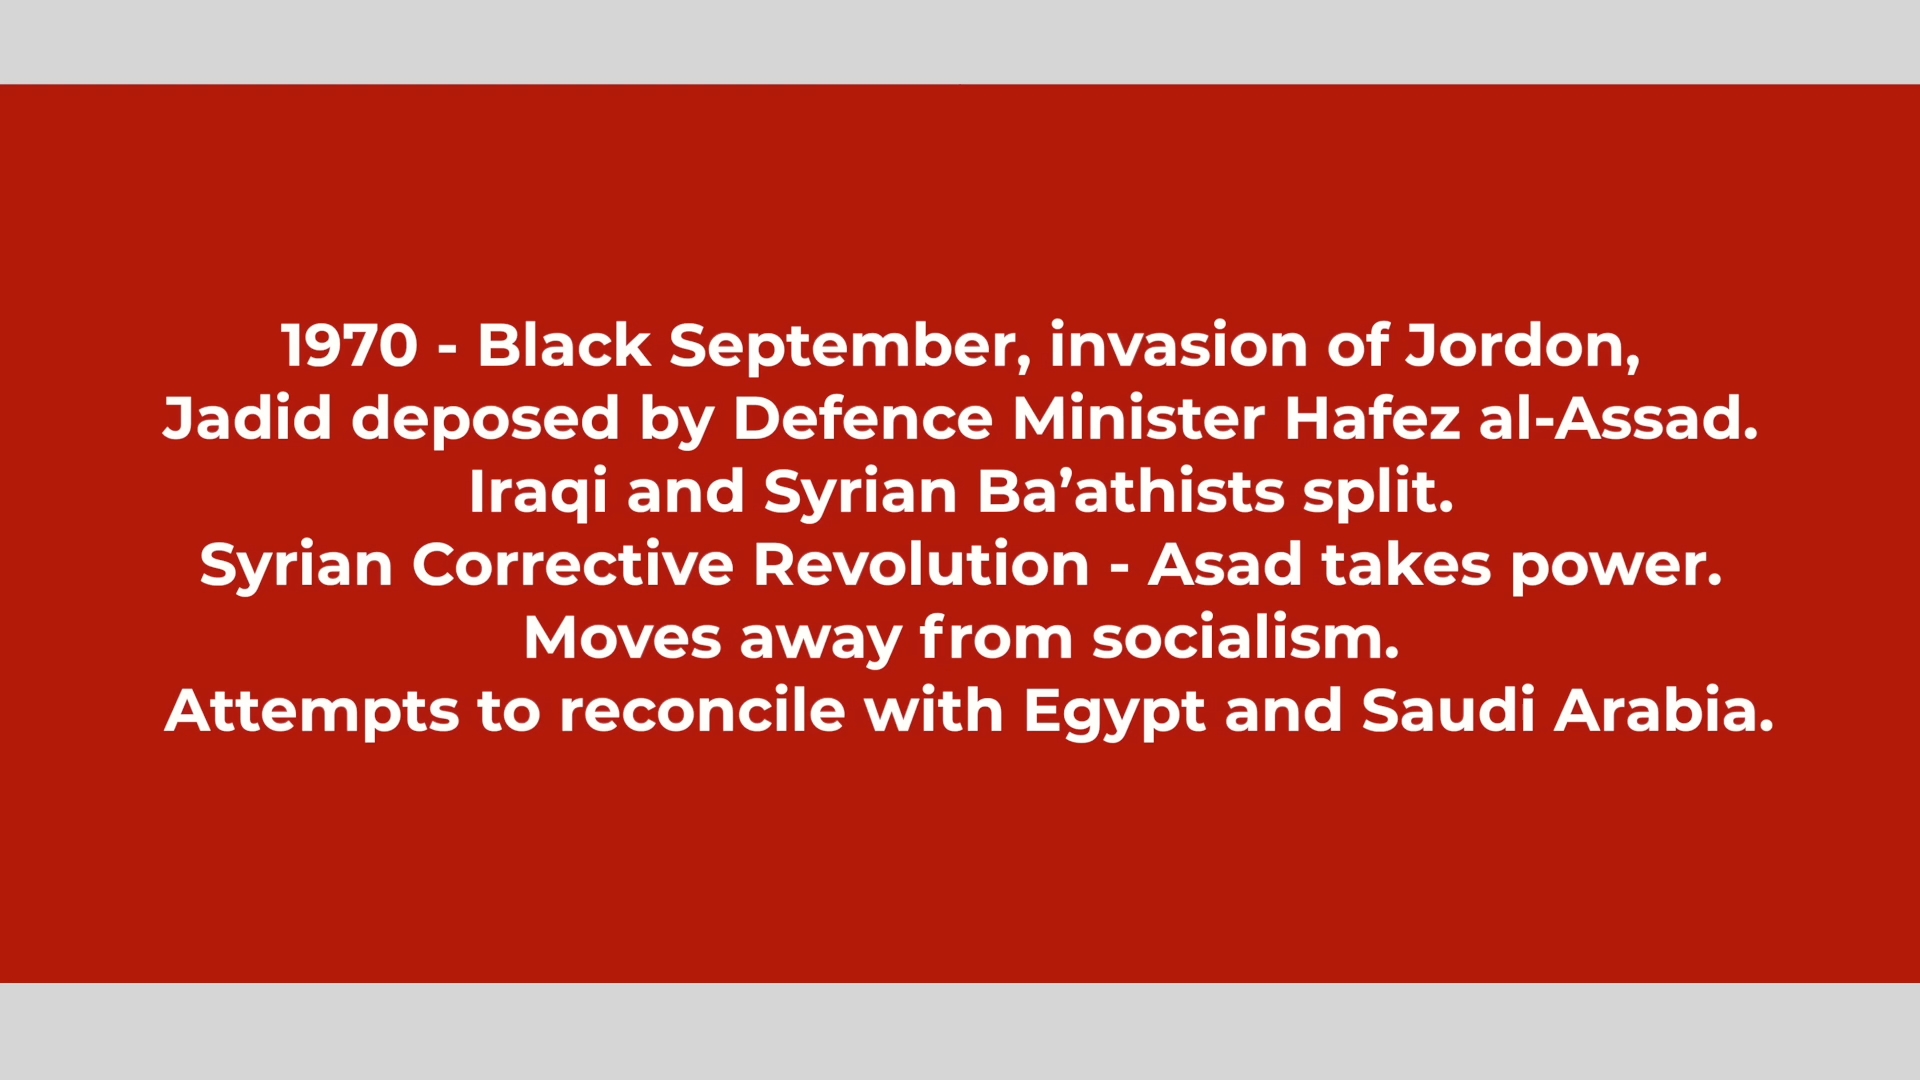 1970 - Black September, invasion of Jordon,
Jadid deposed by Defence Minister Hafez al-Assad.
Iraqi and Syrian Ba’athists split.
Syrian Corrective Revolution - Asad takes power.
Moves away from socialism.
Attempts to reconcile with Egypt and Saudi Arabia.